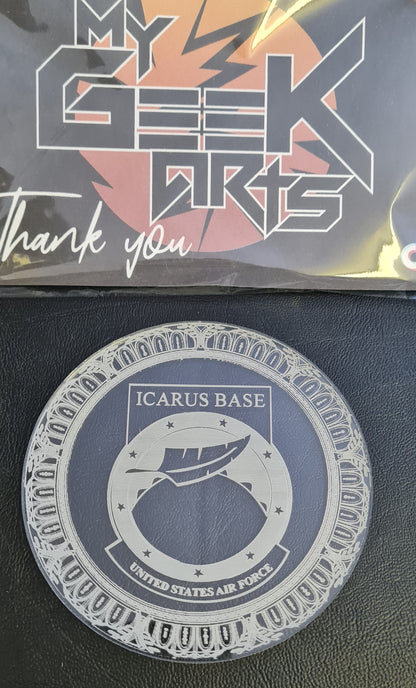 MY
GEEK
ARTS
Thank you
ICARUS BASE
UNITED STATES AIR FORCE